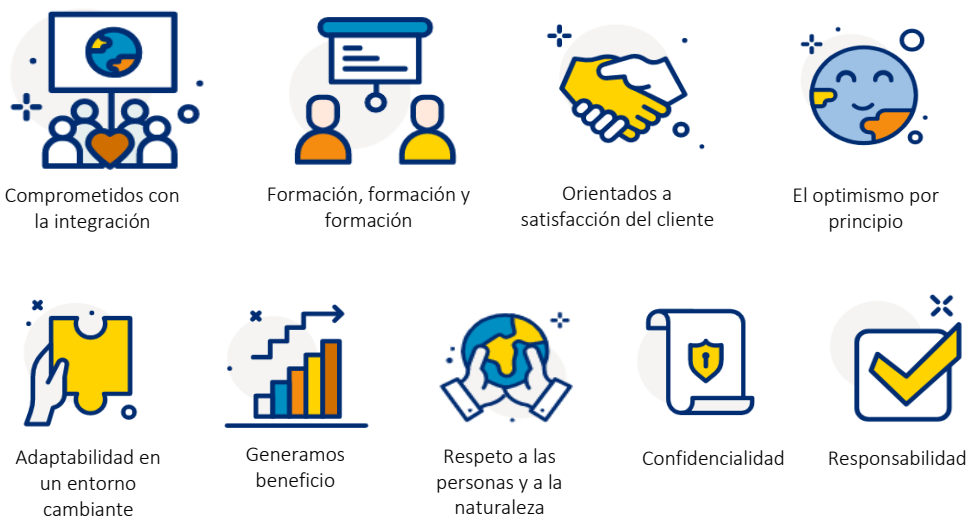 Comprometidos con
la integración
Formación, formación y
formación
Orientados a
satisfacción del cliente
El optimismo por
principio
Adaptabilidad en
un entorno
cambiante
Generamos
beneficio
Respeto a las
personas y a la
naturaleza
Confidencialidad
Responsabilidad